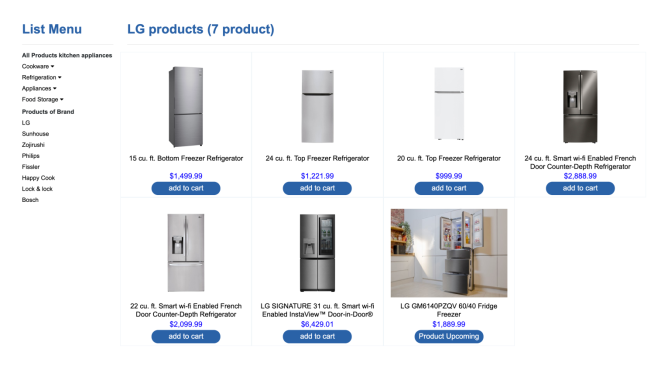 List Menu
LG products (7 product)
All Products kitchen appliances
Cookware
Refrigeration
Appliances
Food Storage
Products of Brand
LG
Sunhouse
Zojirushi
Philips
Fissler
Happy Cook
Lock & lock
Bosch
15 cu. ft. Bottom Freezer Refrigerator
$1,499.99
add to cart
24 cu. ft. Top Freezer Refrigerator
$1,221.99
add to cart
20 cu. ft. Top Freezer Refrigerator
$999.99
add to cart
24 cu. ft. Smart wi-fi Enabled French
Door Counter-Depth Refrigerator
$2,888.99
add to cart
22 cu. ft. Smart wi-fi Enabled French
Door Counter-Depth Refrigerator
$2,099.99
add to cart
LG SIGNATURE 31 cu. ft. Smart wi-fi
Enabled InstaView™ Door-in-Door®
$6,429.01
add to cart
LG GM6140PZQV 60/40 Fridge
Freezer
$1,889.99
Product Upcoming